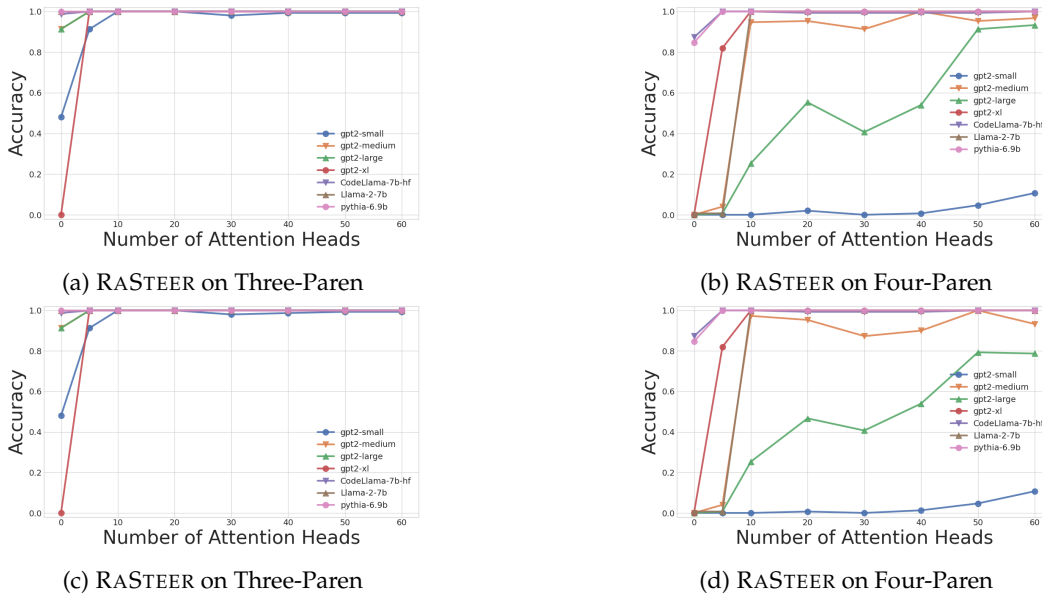 1.0
0.8
0.6
0.4
0.2
0.0
Accuracy
gpt2-small
gpt2-medium
gpt2-large
gpt2-xl
CodeLlama-7b-hf
Llama-2-7b
pythia-6.9b
0 10 20 30 40 50 60
Number of Attention Heads
(a) RASTEER on Three-Paren
1.0
0.8
0.6
0.4
0.2
0.0
Accuracy
gpt2-small
gpt2-medium
gpt2-large
gpt2-xl
CodeLlama-7b-hf
Llama-2-7b
pythia-6.9b
0 10 20 30 40 50 60
Number of Attention Heads
(b) RASTEER on Four-Paren
1.0
0.8
0.6
0.4
0.2
0.0
Accuracy
gpt2-small
gpt2-medium
gpt2-large
gpt2-xl
CodeLlama-7b-hf
Llama-2-7b
pythia-6.9b
0 10 20 30 40 50 60
Number of Attention Heads
(c) RASTEER on Three-Paren
1.0
0.8
0.6
0.4
0.2
0.0
Accuracy
gpt2-small
gpt2-medium
gpt2-large
gpt2-xl
CodeLlama-7b-hf
Llama-2-7b
pythia-6.9b
0 10 20 30 40 50 60
Number of Attention Heads
(d) RASTEER on Four-Paren